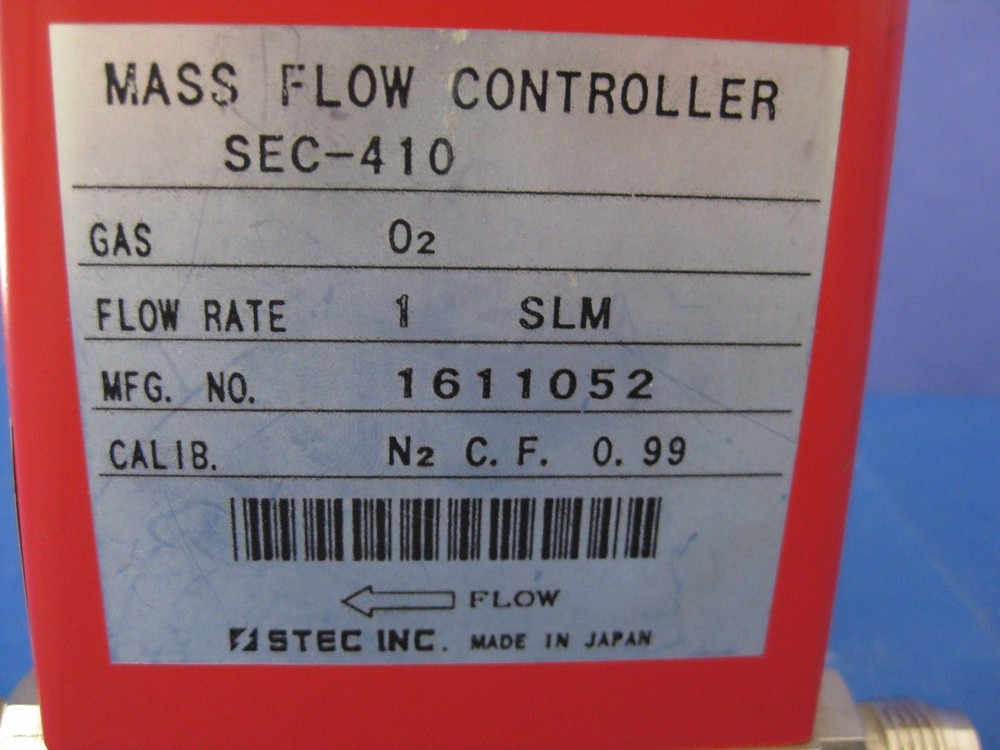 MASS FLOW CONTROLLER
SEC-410
GAS O2
FLOW RATE 1 SLM
MFG. NO. 1611052
CALIB. N2 C.F. 0.99
FLOW
STEC INC. MADE IN JAPAN